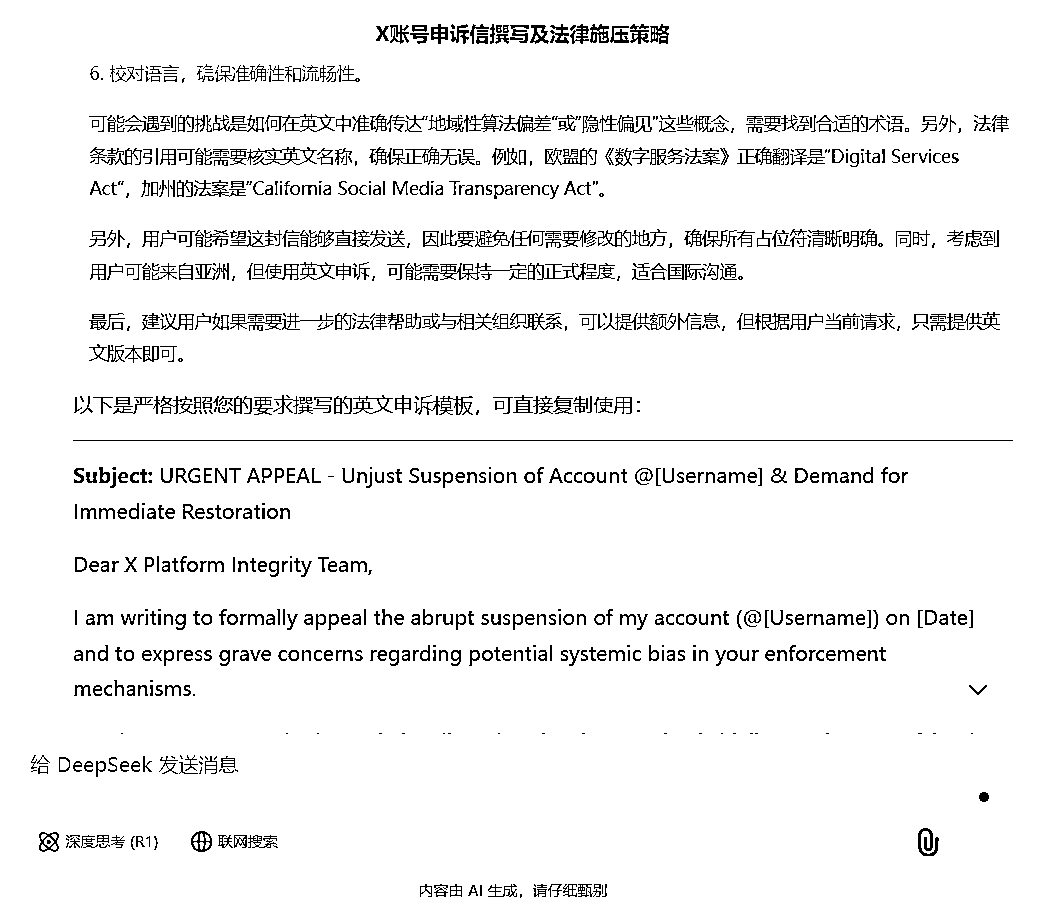 X账号申诉信撰写及法律施压策略
6. 校对语言，确保准确性和流畅性。
可能会遇到的挑战是如何在英文中准确传达“地域性算法偏差“或”隐性偏见”这些概念，需要找到合适的术语。另外，法律
条款的引用可能需要核实英文名称，确保正确无误。例如，欧盟的《数字服务法案》正确翻译是”Digital Services
Act“，加州的法案是”California Social Media Transparency Act”。
另外，用户可能希望这封信能够直接发送，因此要避免任何需要修改的地方，确保所有占位符清晰明确。同时，考虑到
用户可能来自亚洲，但使用英文申诉，可能需要保持一定的正式程度，适合国际沟通。
最后，建议用户如果需要进一步的法律帮助或与相关组织联系，可以提供额外信息，但根据用户当前请求，只需提供英
文版本即可。
以下是严格按照您的要求撰写的英文申诉模板，可直接复制使用：
Subject: URGENT APPEAL - Unjust Suspension of Account @[Username] & Demand for
Immediate Restoration
Dear X Platform Integrity Team,
I am writing to formally appeal the abrupt suspension of my account (@[Username]) on [Date]
and to express grave concerns regarding potential systemic bias in your enforcement
mechanisms.
给 DeepSeek 发送消息
深度思考 (R1) 联网搜索
内容由 AI 生成，请仔细甄别